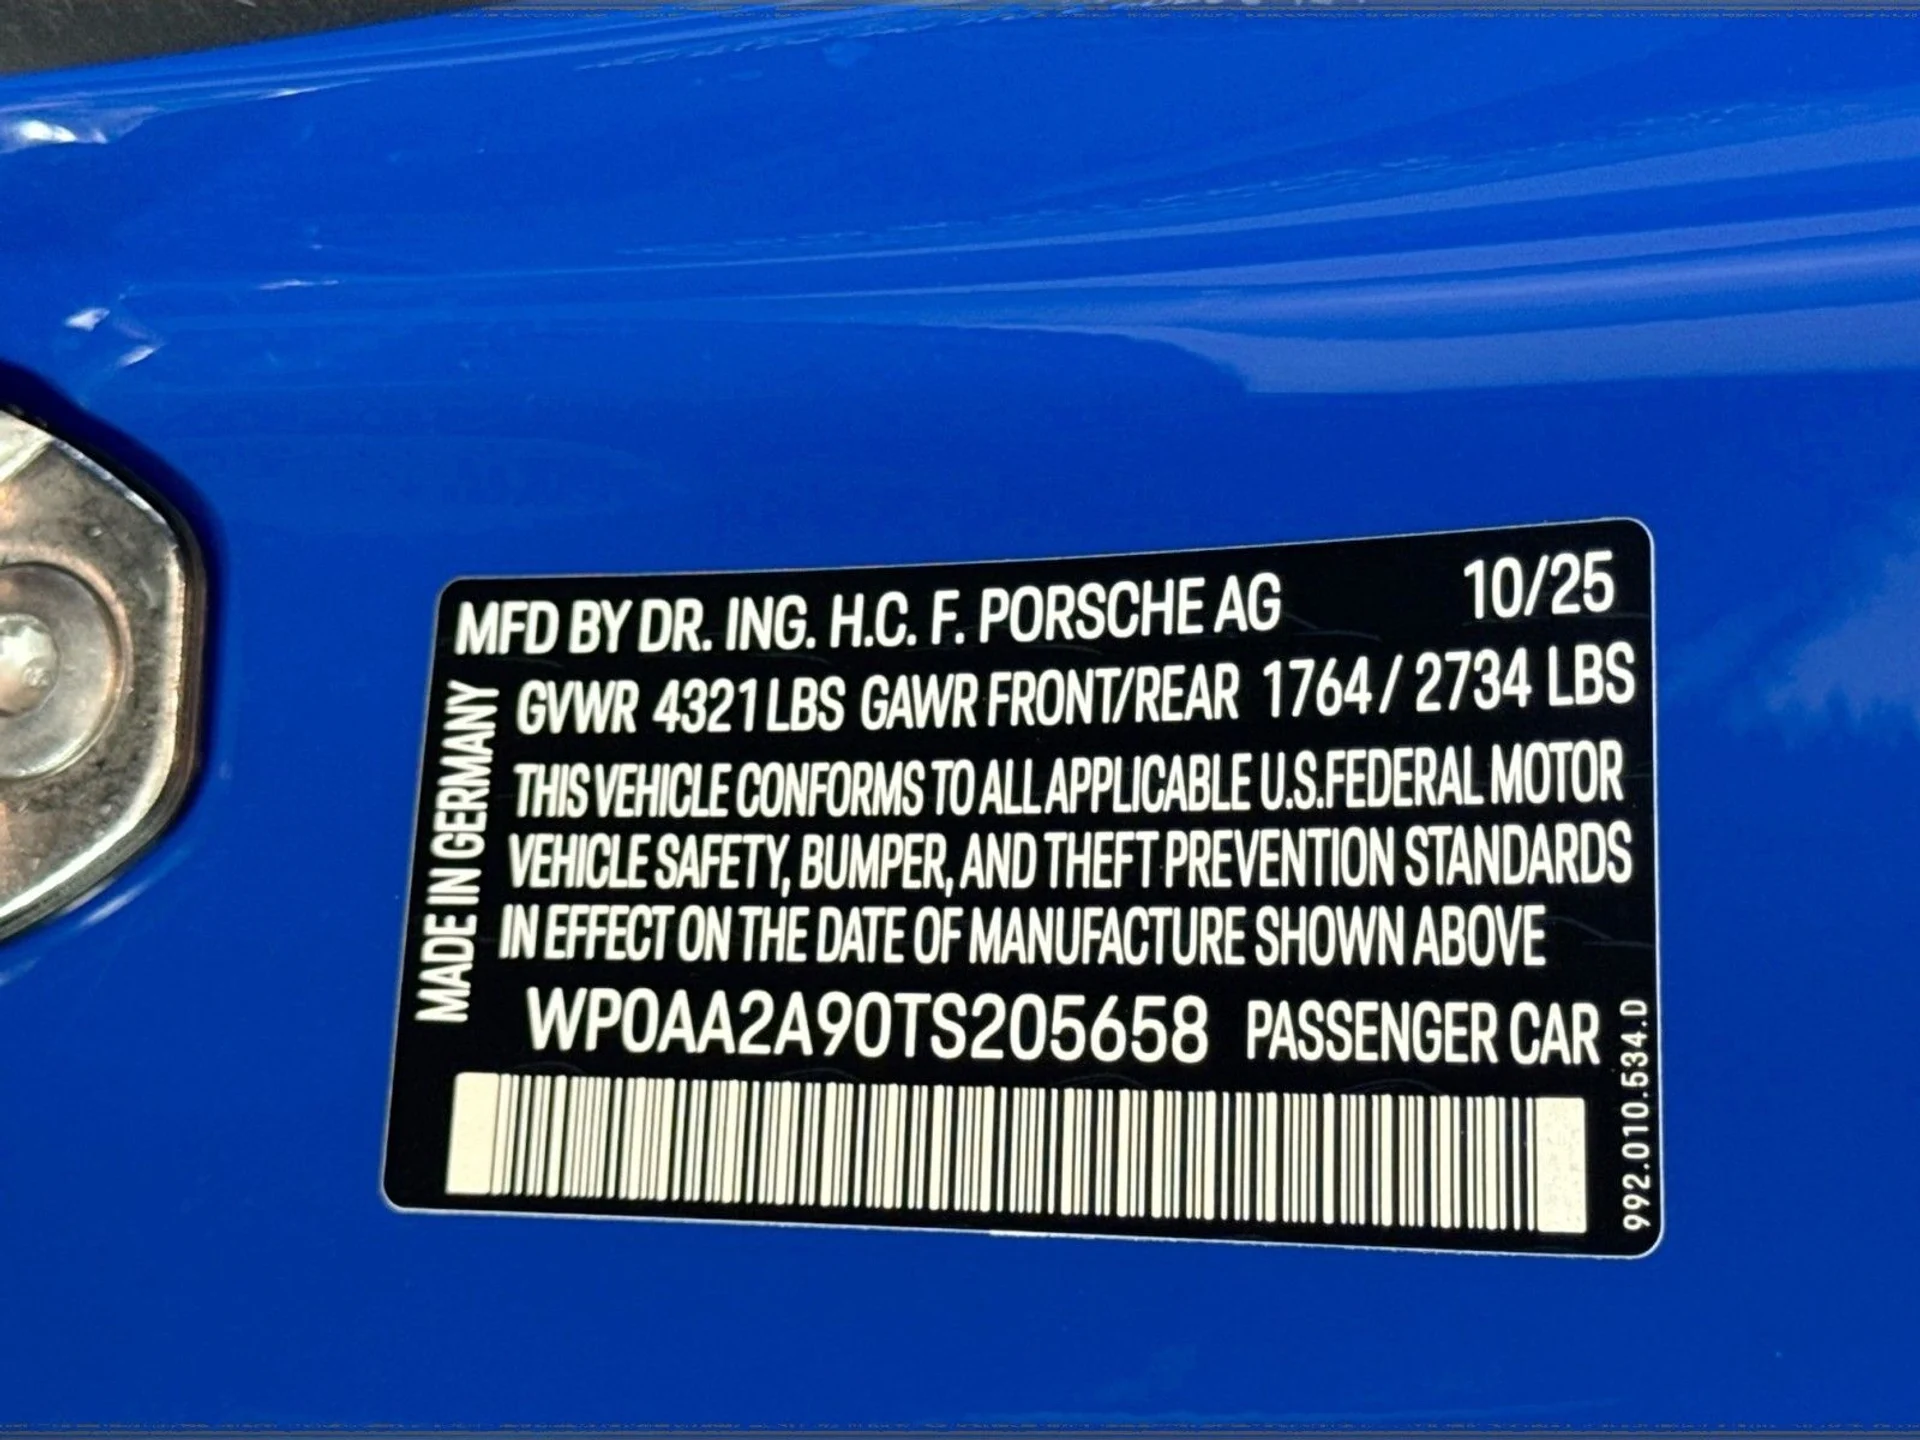 MFD BY DR. ING. H.C. F. PORSCHE AG 10/25
GVWR 4321 LBS GAWR FRONT/REAR 1764 / 2734 LBS
THIS VEHICLE CONFORMS TO ALL APPLICABLE U.S.FEDERAL MOTOR
VEHICLE SAFETY, BUMPER, AND THEFT PREVENTION STANDARDS
IN EFFECT ON THE DATE OF MANUFACTURE SHOWN ABOVE
WP0AA2A90TS205658 PASSENGER CAR
MADE IN GERMANY
992.010.534.D